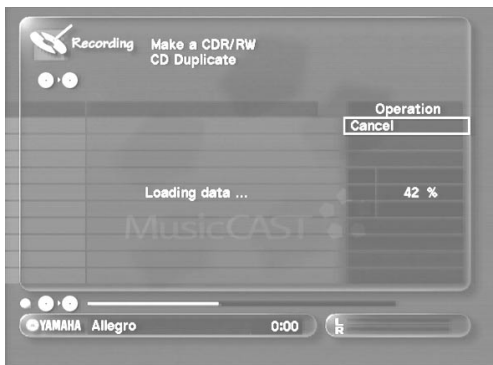 Recording
Make a CDR/RW
CD Duplicate
Operation
Cancel
Loading data ...
42 %
MusicCAST
YAMAHA Allegro 0:00
L
R